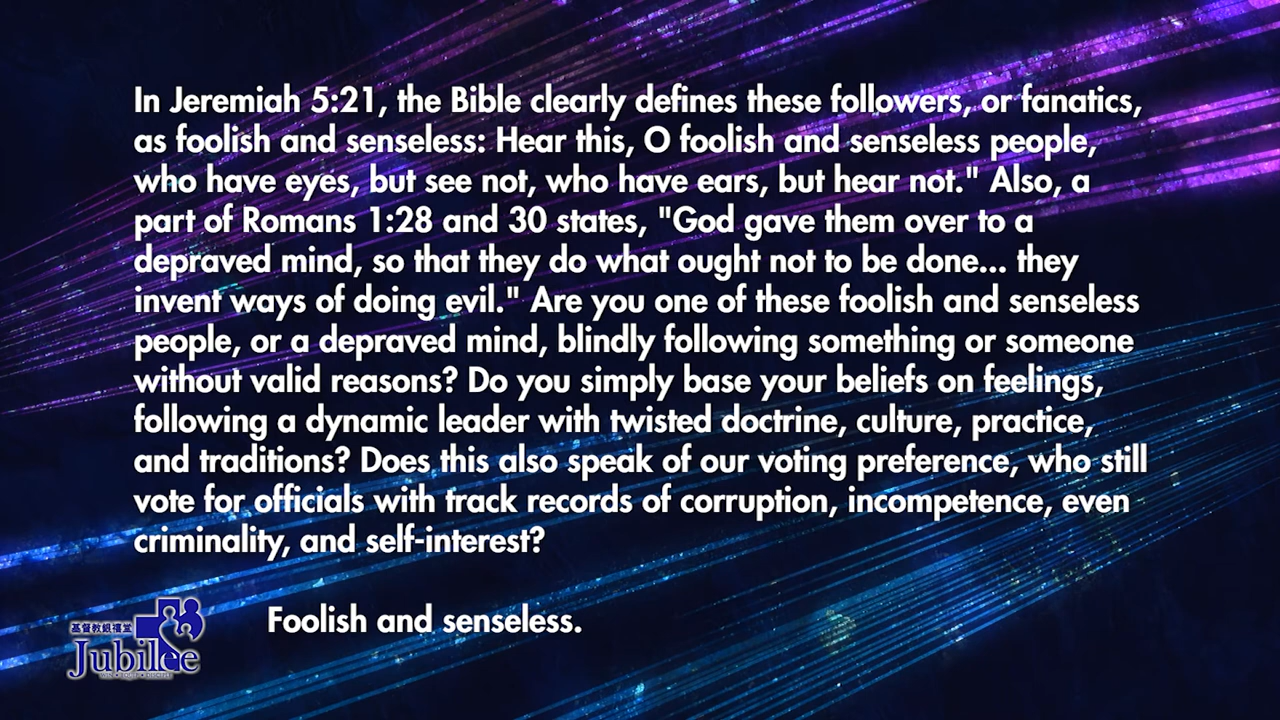 In Jeremiah 5:21, the Bible clearly defines these followers, or fanatics,
as foolish and senseless: Hear this, O foolish and senseless people,
who have eyes, but see not, who have ears, but hear not." Also, a
part of Romans 1:28 and 30 states, "God gave them over to a
depraved mind, so that they do what ought not to be done... they
invent ways of doing evil." Are you one of these foolish and senseless
people, or a depraved mind, blindly following something or someone
without valid reasons? Do you simply base your beliefs on feelings,
following a dynamic leader with twisted doctrine, culture, practice,
and traditions? Does this also speak of our voting preference, who still
vote for officials with track records of corruption, incompetence, even
criminality, and self-interest?
Foolish and senseless.
基督教銀禧堂
Jubilee